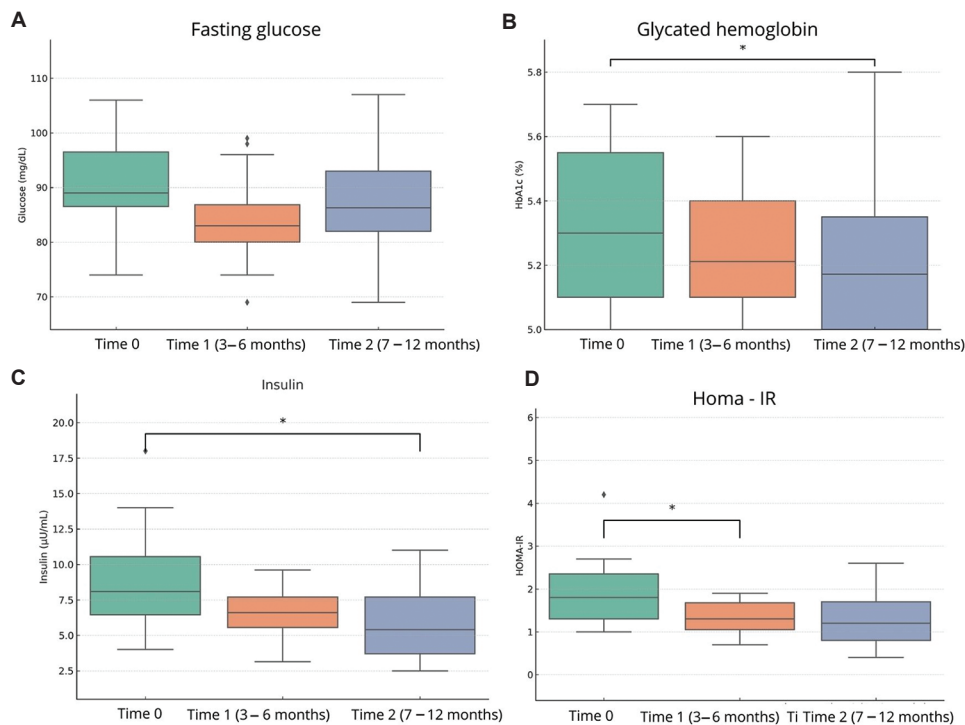 A
Fasting glucose
Glucose (mg/dL)
110
100
90
80
70
Time 0
Time 1 (3–6 months)
Time 2 (7–12 months)
B
Glycated hemoglobin
*
HbA1c (%)
5.8
5.6
5.4
5.2
5.0
Time 0
Time 1 (3–6 months)
Time 2 (7–12 months)
C
Insulin
*
Insulin (μU/mL)
20.0
17.5
15.0
12.5
10.0
7.5
5.0
2.5
Time 0
Time 1 (3–6 months)
Time 2 (7–12 months)
D
Homa - IR
*
HOMA-IR
6
5
4
3
2
1
0
Time 0
Time 1 (3–6 months)
Ti Time 2 (7–12 months)